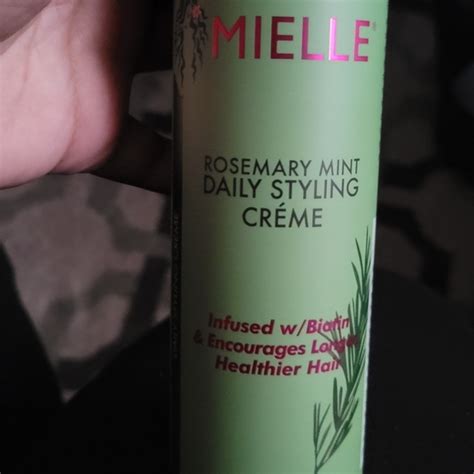 MIELLE®
ROSEMARY MINT
DAILY STYLING
CRÉME
Infused w/Biotin
& Encourages Longer
Healthier Hair